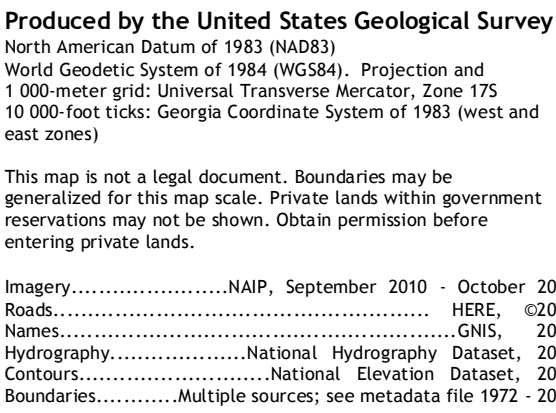 Produced by the United States Geological Survey
North American Datum of 1983 (NAD83)
World Geodetic System of 1984 (WGS84).  Projection and
1 000-meter grid: Universal Transverse Mercator, Zone 17S
10 000-foot ticks: Georgia Coordinate System of 1983 (west and
east zones)
This map is not a legal document. Boundaries may be
generalized for this map scale. Private lands within government
reservations may not be shown. Obtain permission before
entering private lands.
Imagery.......................NAIP, September 2010 - October 20
Roads....................................................... HERE, ©20
Names..........................................................GNIS, 20
Hydrography....................National Hydrography Dataset, 20
Contours............................National Elevation Dataset, 20
Boundaries............Multiple sources; see metadata file 1972 - 20